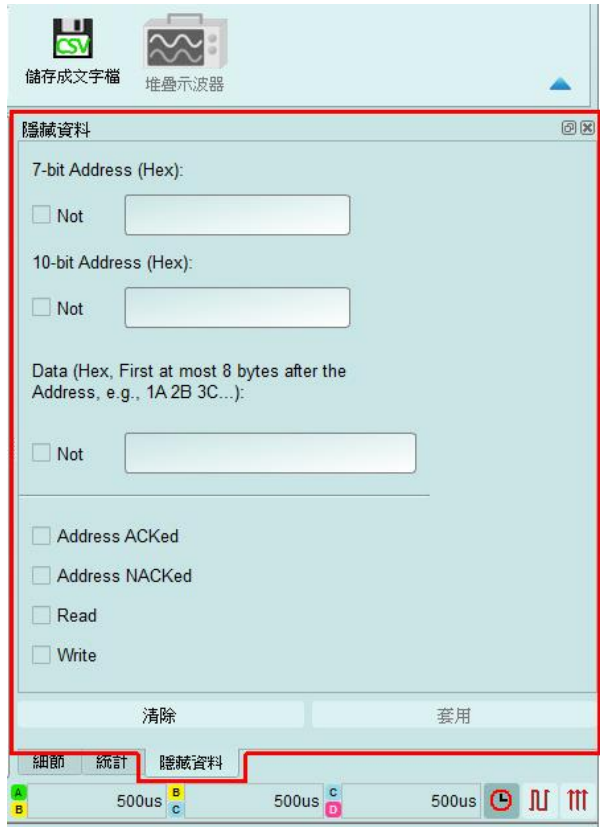 CSV
儲存成文字檔
堆疊示波器
隱藏資料
7-bit Address (Hex):
Not
10-bit Address (Hex):
Not
Data (Hex, First at most 8 bytes after the
Address, e.g., 1A 2B 3C...):
Not
Address ACKed
Address NACKed
Read
Write
清除 套用
細節 統計 隱藏資料
A B 500us B C 500us C D 500us